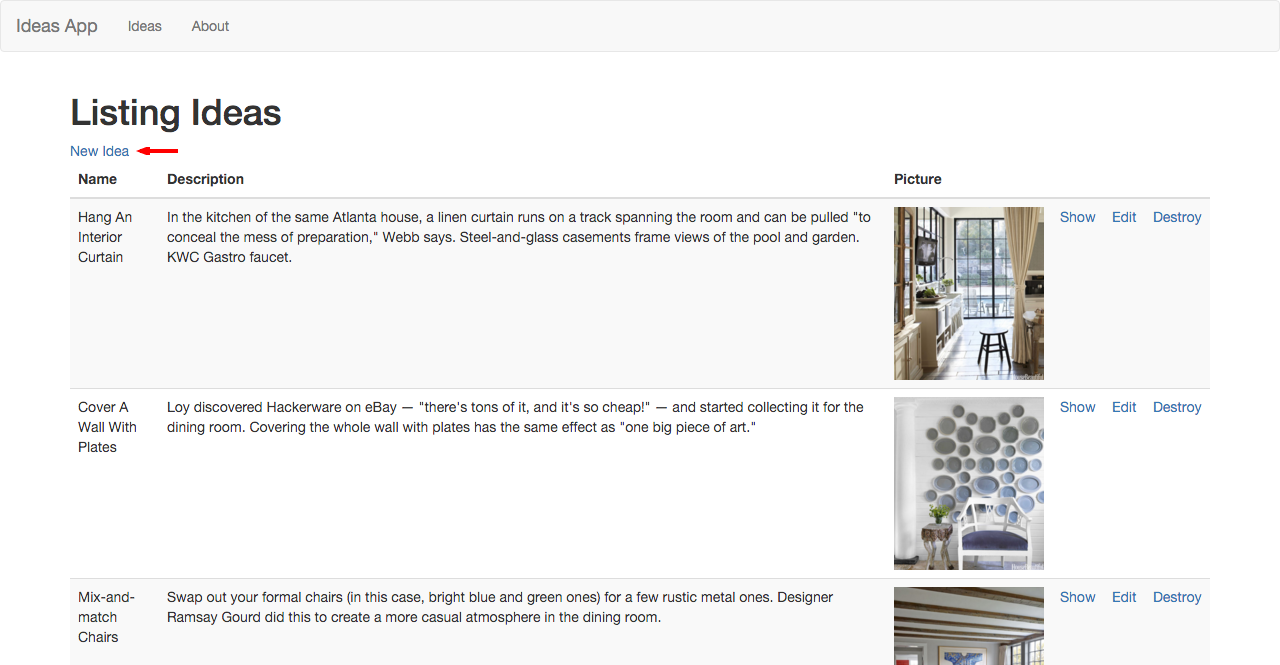 Ideas App Ideas About
Listing Ideas
New Idea
Name Description Picture
Hang An
Interior
Curtain
In the kitchen of the same Atlanta house, a linen curtain runs on a track spanning the room and can be pulled "to
conceal the mess of preparation," Webb says. Steel-and-glass casements frame views of the pool and garden.
KWC Gastro faucet.
Show Edit Destroy
Cover A
Wall With
Plates
Loy discovered Hackerware on eBay — "there's tons of it, and it's so cheap!" — and started collecting it for the
dining room. Covering the whole wall with plates has the same effect as "one big piece of art."
Show Edit Destroy
Mix-and-
match
Chairs
Swap out your formal chairs (in this case, bright blue and green ones) for a few rustic metal ones. Designer
Ramsay Gourd did this to create a more casual atmosphere in the dining room.
Show Edit Destroy